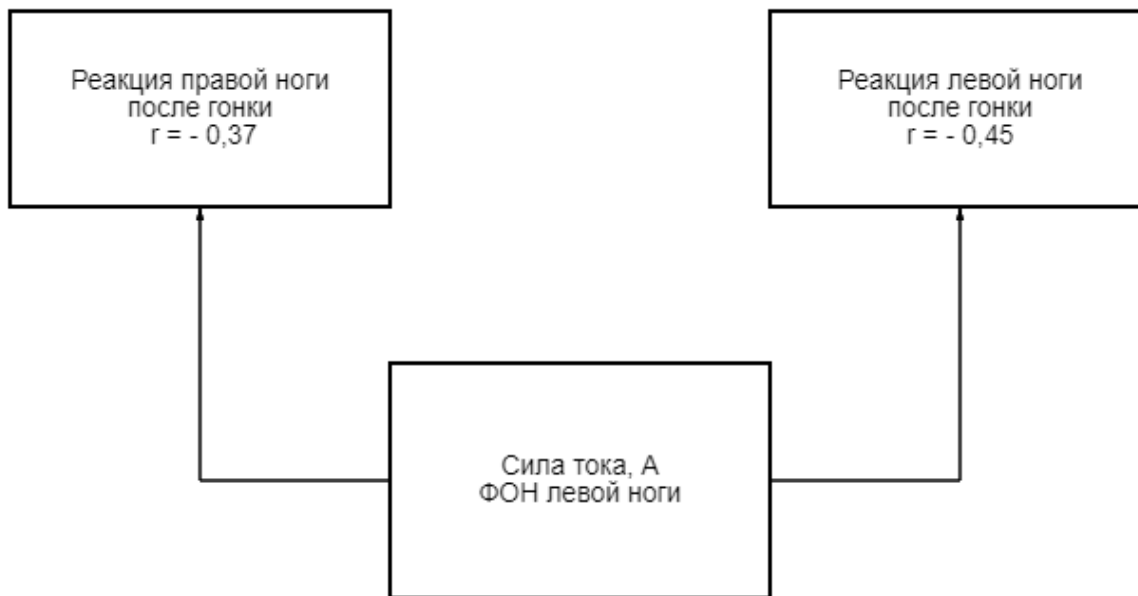 Реакция правой ноги
после гонки
r = - 0,37
Реакция левой ноги
после гонки
r = - 0,45
Сила тока, А
ФОН левой ноги